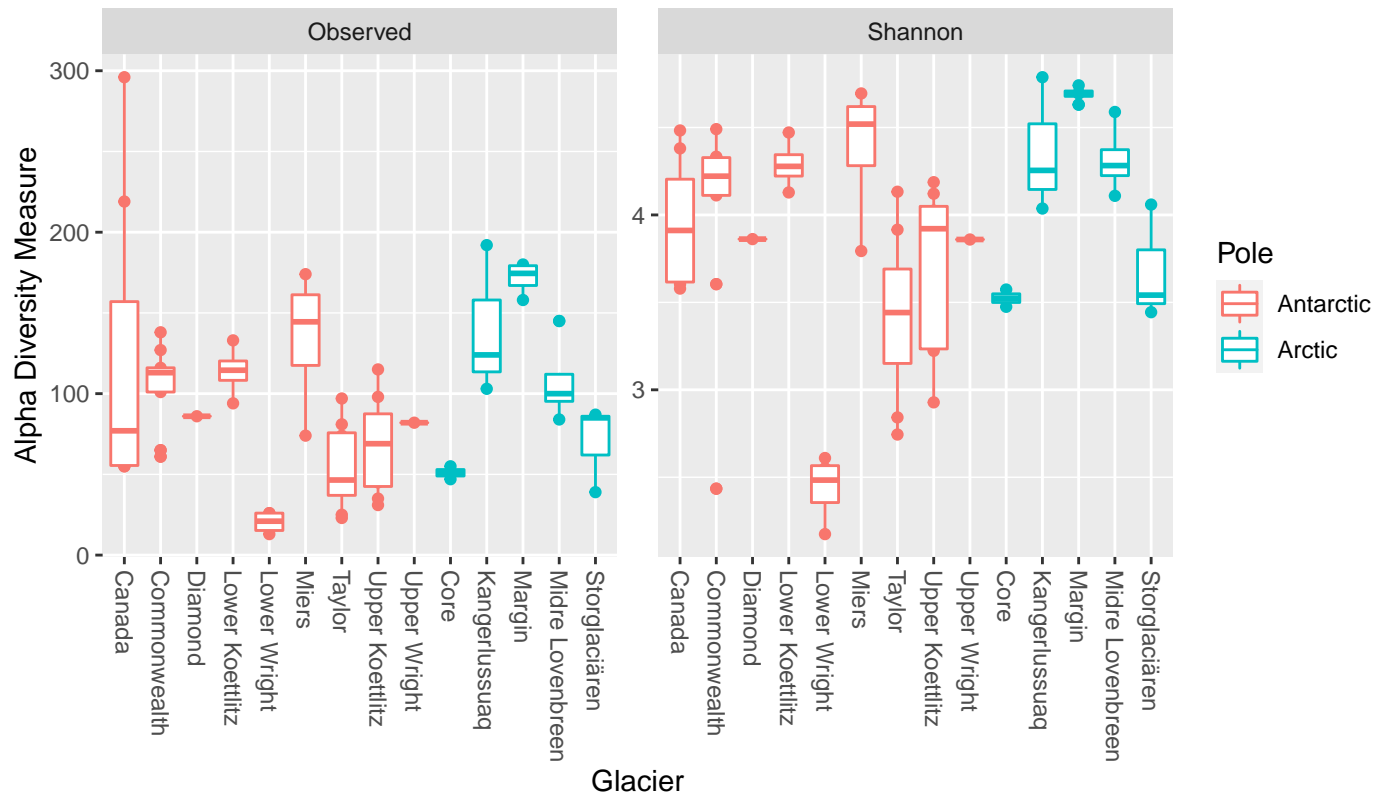 Observed
Shannon
Alpha Diversity Measure
300
200
100
0
4
3
Canada
Commonwealth
Diamond
Lower Koettlitz
Lower Wright
Miers
Taylor
Upper Koettlitz
Upper Wright
Core
Kangerlussuaq
Margin
Midre Lovenbreen
Storglaciären
Canada
Commonwealth
Diamond
Lower Koettlitz
Lower Wright
Miers
Taylor
Upper Koettlitz
Upper Wright
Core
Kangerlussuaq
Margin
Midre Lovenbreen
Storglaciären
Glacier
Pole
Antarctic
Arctic